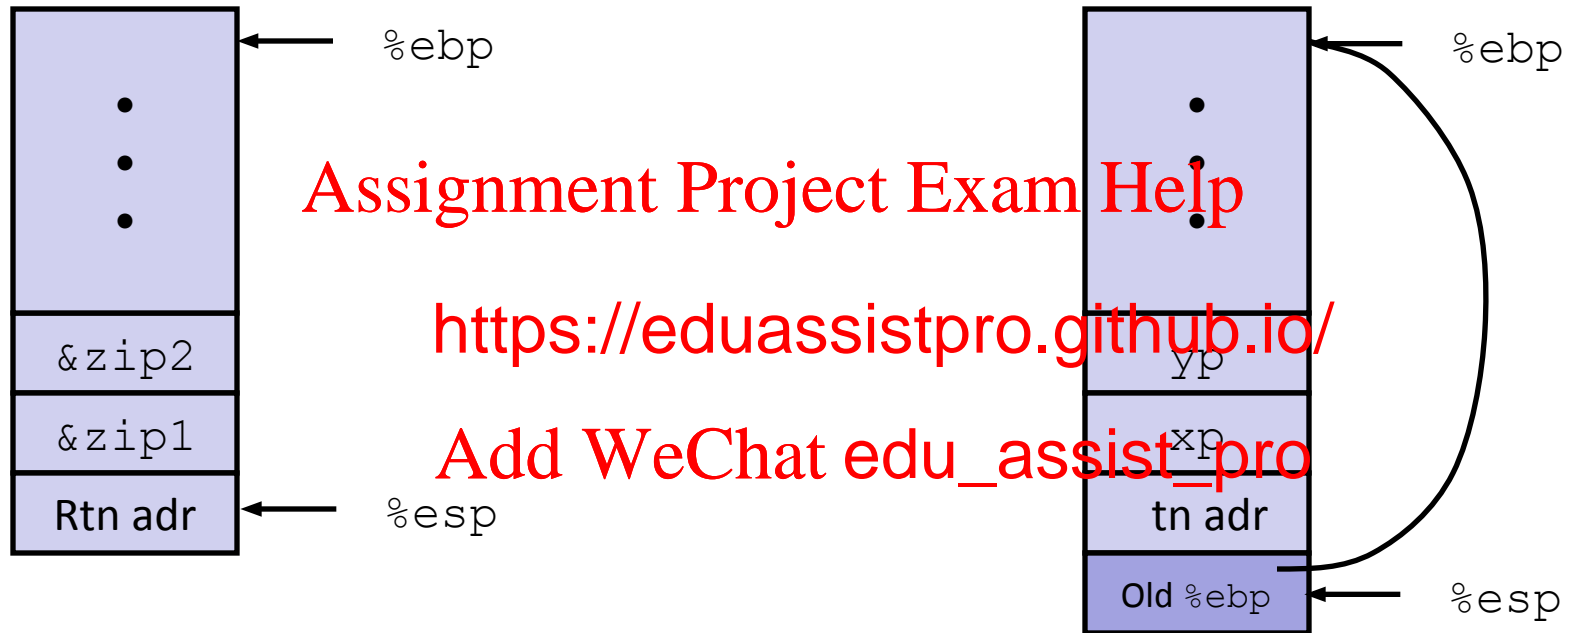 %ebp
%ebp
Assignment Project Exam Help
https://eduassistpro.github.io/
&zip2
yp
&zip1
xp
Add WeChat edu_assist_pro
Rtn adr
%esp
tn adr
Old %ebp
%esp